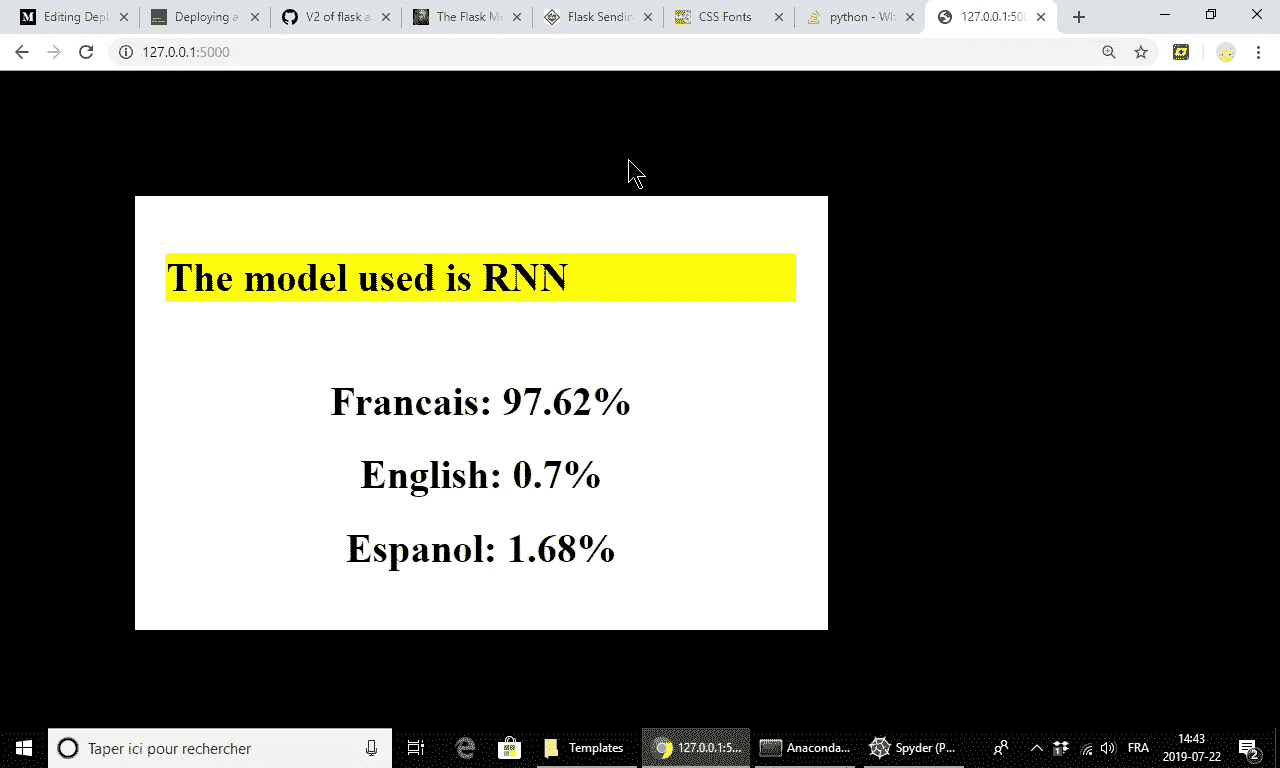 Editing Depl
Deploying a
V2 of flask a
The Flask M
Flask Sendin
CSS Fonts
python - Wh
127.0.0.1:500
127.0.0.1:5000
The model used is RNN
Francais: 97.62%
English: 0.7%
Espanol: 1.68%
Taper ici pour rechercher
Templates
127.0.0.1:5...
Anaconda...
Spyder (P...
FRA
14:43
2019-07-22
2